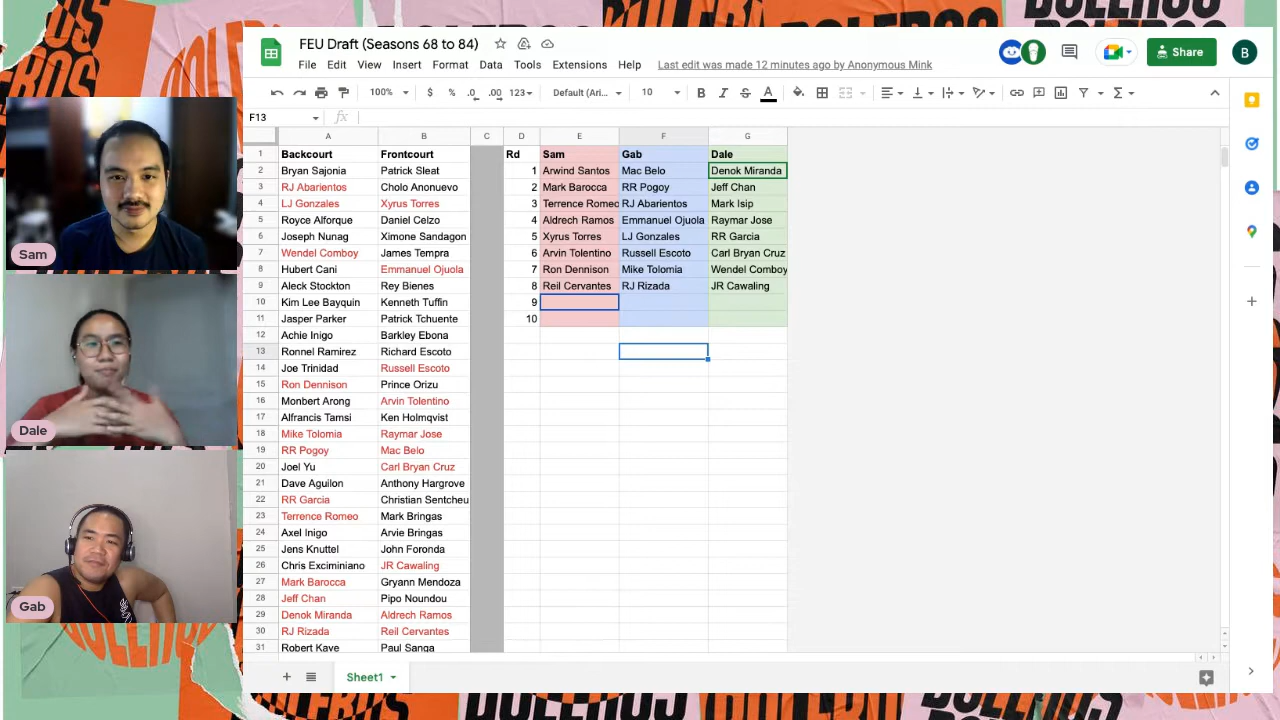 BOLEROS
FEU Draft (Seasons 68 to 84)
File Edit View Insert Format Data Tools Extensions Help Last edit was made 12 minutes ago by Anonymous Mink
Share
B
100% $ % .0 .00 123 Default (Ari... 10 B I S A
F13 fx
A B C D E F G
1 Backcourt Frontcourt Rd Sam Gab Dale
2 Bryan Sajonia Patrick Sleat 1 Arwind Santos Mac Belo Denok Miranda
3 RJ Abarientos Cholo Anonuevo 2 Mark Barocca RR Pogoy Jeff Chan
4 LJ Gonzales Xyrus Torres 3 Terrence Romeo RJ Abarientos Mark Isip
5 Royce Alforque Daniel Celzo 4 Aldrech Ramos Emmanuel Ojuola Raymar Jose
6 Joseph Nunag Ximone Sandagon 5 Xyrus Torres LJ Gonzales RR Garcia
7 Wendel Comboy James Tempra 6 Arvin Tolentino Russell Escoto Carl Bryan Cruz
8 Hubert Cani Emmanuel Ojuola 7 Ron Dennison Mike Tolomia Wendel Comboy
9 Aleck Stockton Rey Bienes 8 Reil Cervantes RJ Rizada JR Cawaling
10 Kim Lee Bayquin Kenneth Tuffin 9
11 Jasper Parker Patrick Tchuente 10
12 Achie Inigo Barkley Ebona
13 Ronnel Ramirez Richard Escoto
14 Joe Trinidad Russell Escoto
15 Ron Dennison Prince Orizu
16 Monbert Arong Arvin Tolentino
17 Alfrancis Tamsi Ken Holmqvist
18 Mike Tolomia Raymar Jose
19 RR Pogoy Mac Belo
20 Joel Yu Carl Bryan Cruz
21 Dave Aguilon Anthony Hargrove
22 RR Garcia Christian Sentcheu
23 Terrence Romeo Mark Bringas
24 Axel Inigo Arvie Bringas
25 Jens Knuttel John Foronda
26 Chris Exciminiano JR Cawaling
27 Mark Barocca Gryann Mendoza
28 Jeff Chan Pipo Noundou
29 Denok Miranda Aldrech Ramos
30 RJ Rizada Reil Cervantes
31 Robert Kave Paul Sanga
Sheet1
Sam
Dale
Gab